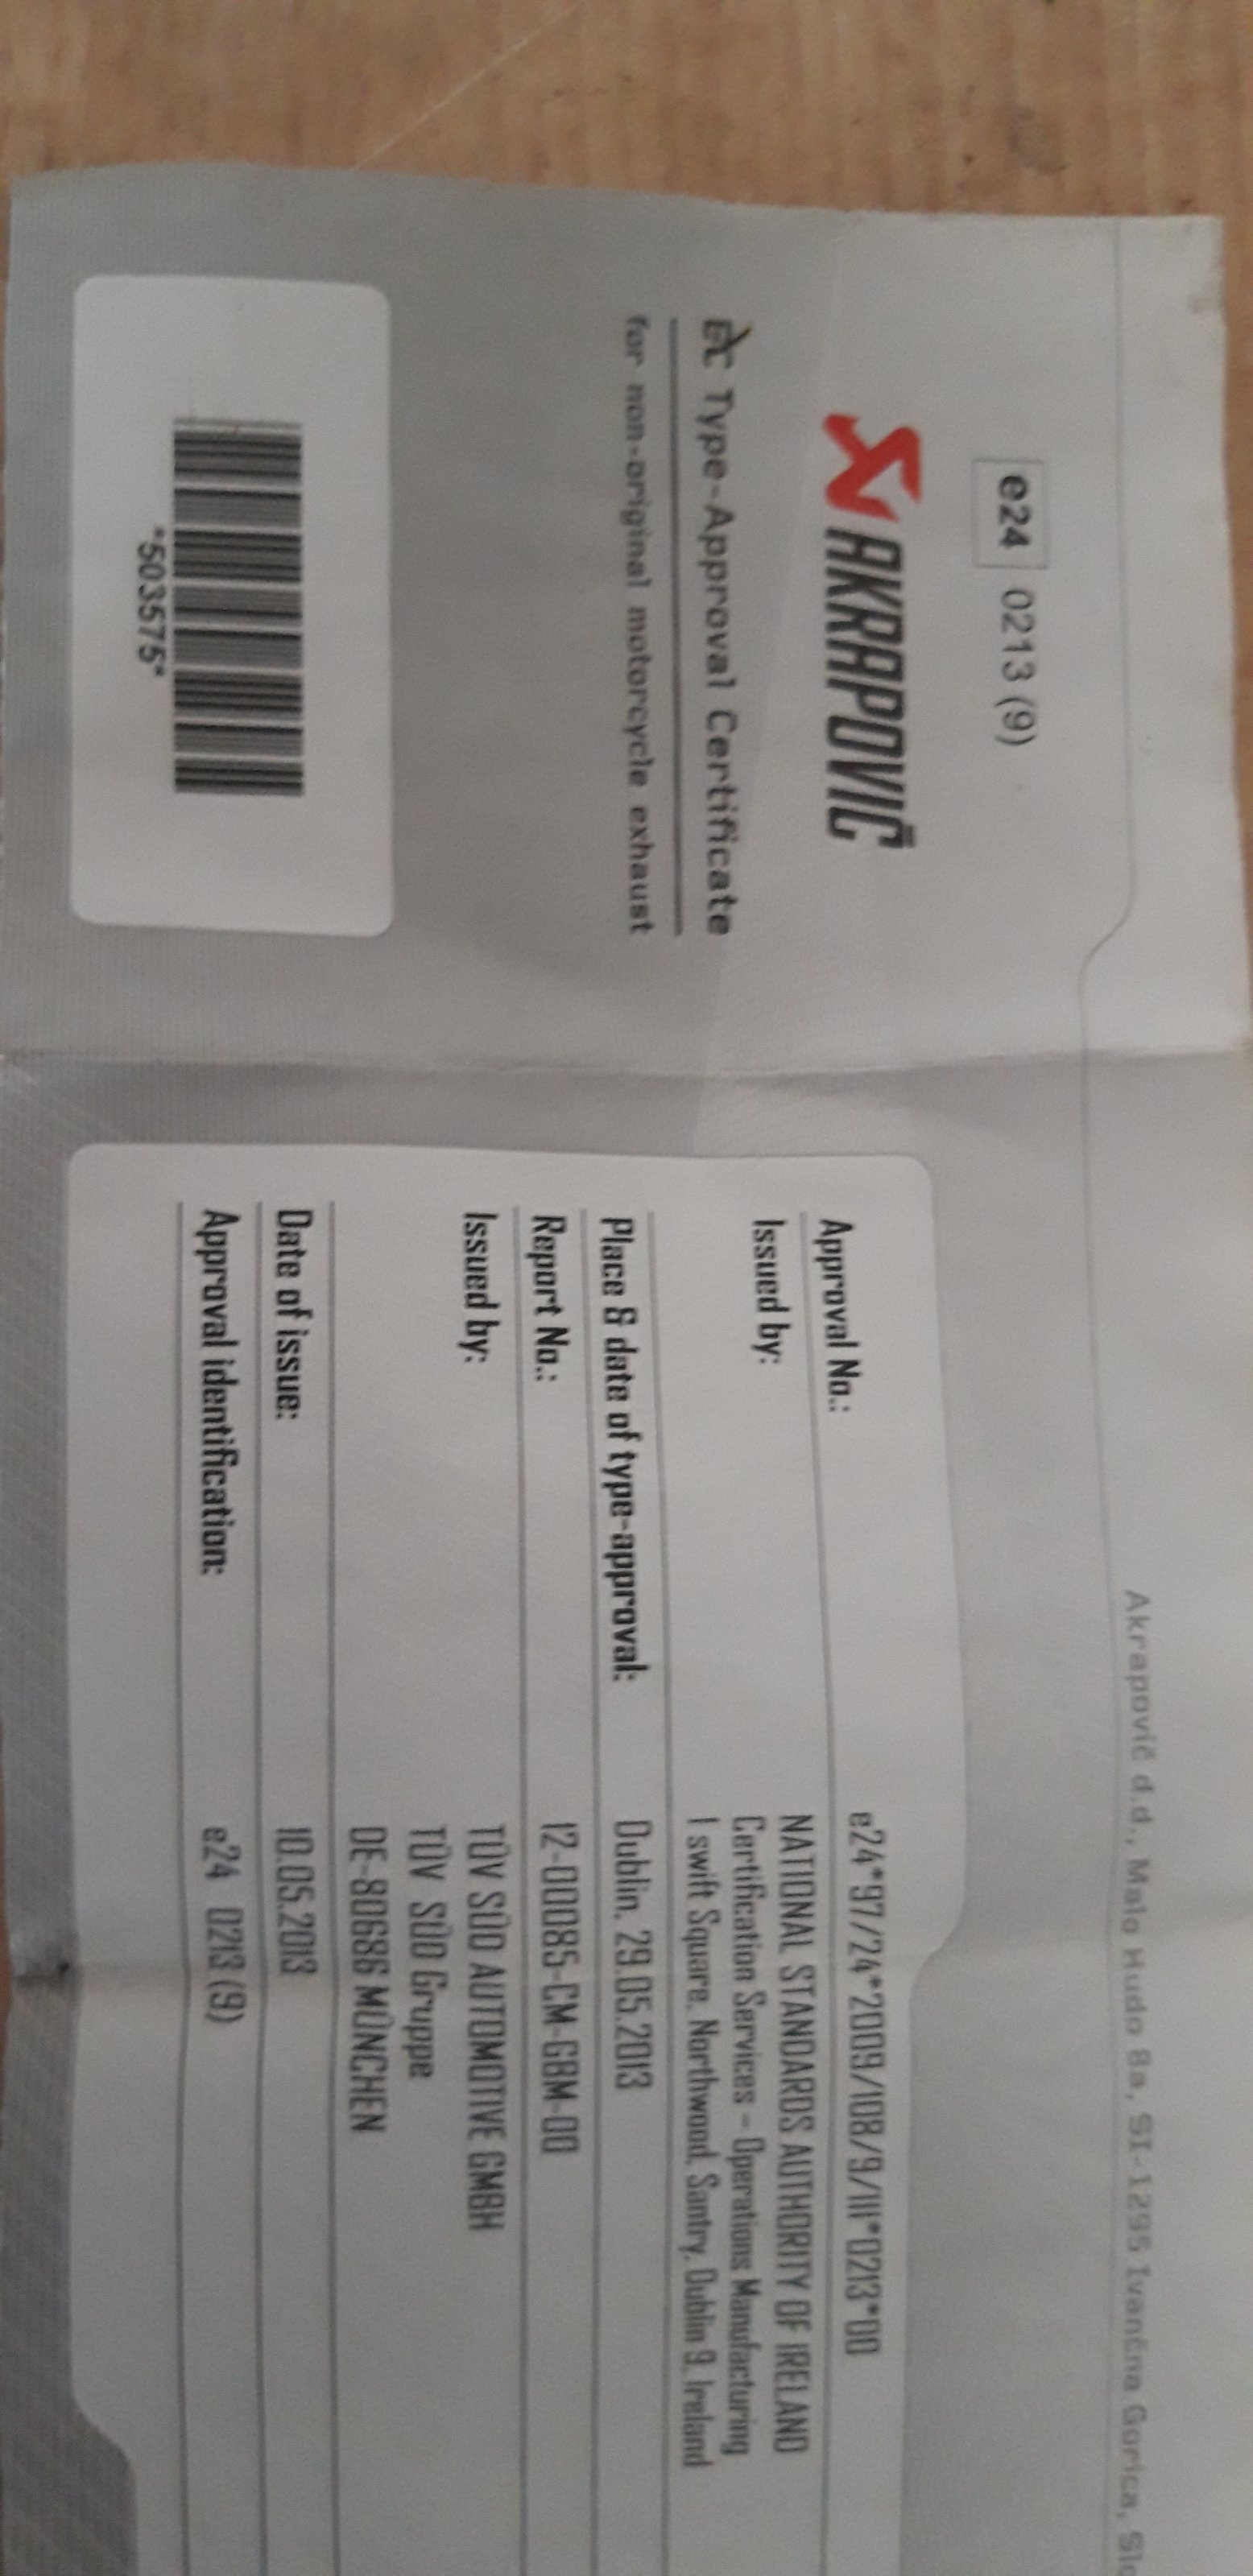 e24 0213 (9)
AKRAPOVIČ
EC Type-Approval Certificate
for non-original motorcycle exhaust
*503575*
Akrapovič d.d., Malo Hudo 8a, SI-1295 Ivančna Gorica, Slo
Approval No.: e24*97/24*2009/108/9/III*0213*00
Issued by: NATIONAL STANDARDS AUTHORITY OF IRELAND
Certification Services - Operations Manufacturing
1 swift Square, Northwood, Santry, Dublin 9, Ireland
Place & date of type-approval: Dublin, 29.05.2013
Report No.: 12-00085-CM-GBM-00
Issued by: TÜV SÜD AUTOMOTIVE GMBH
TÜV SÜD Gruppe
DE-80686 MÜNCHEN
Date of issue: 10.05.2013
Approval identification: e24 0213 (9)